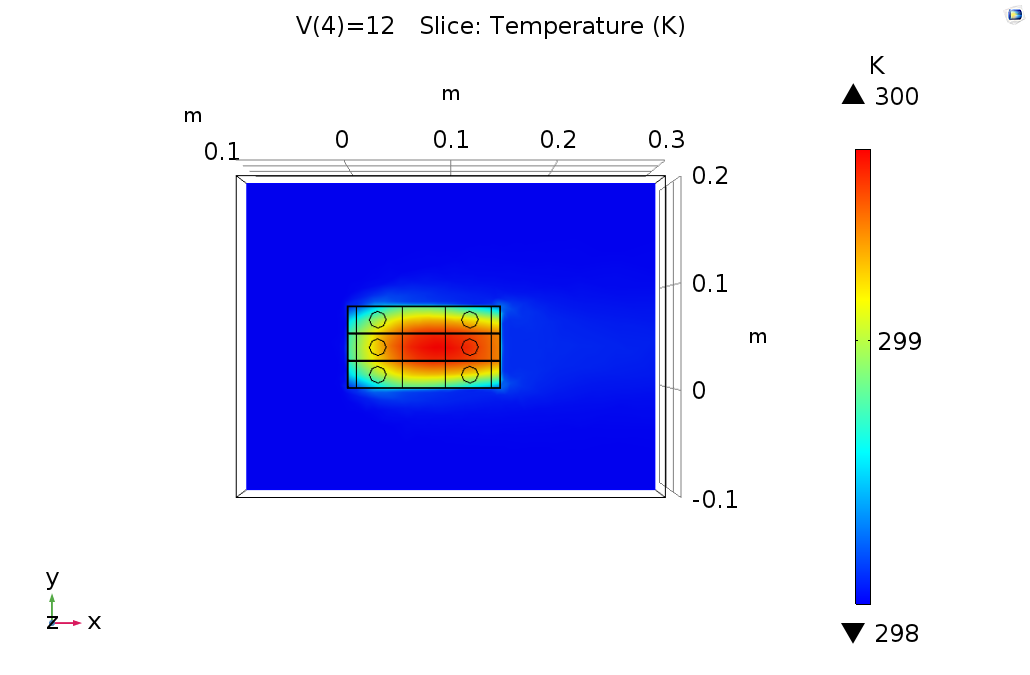 V(4)=12 Slice: Temperature (K)
K
▲ 300
m
m
0 0.1 0.2 0.3
0.1
0.2
0.1
m
299
0
-0.1
y
z x
▼ 298